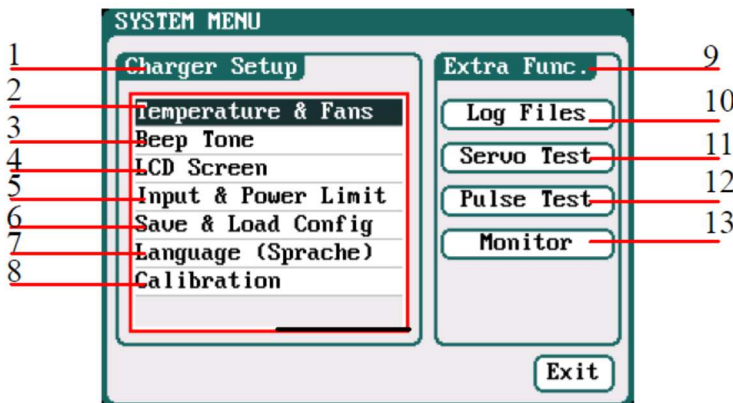 SYSTEM MENU
1 Charger Setup
2 Temperature & Fans
3 Beep Tone
4 LCD Screen
5 Input & Power Limit
6 Save & Load Config
7 Language (Sprache)
8 Calibration
Extra Func. 9
Log Files 10
Servo Test 11
Pulse Test 12
Monitor 13
Exit